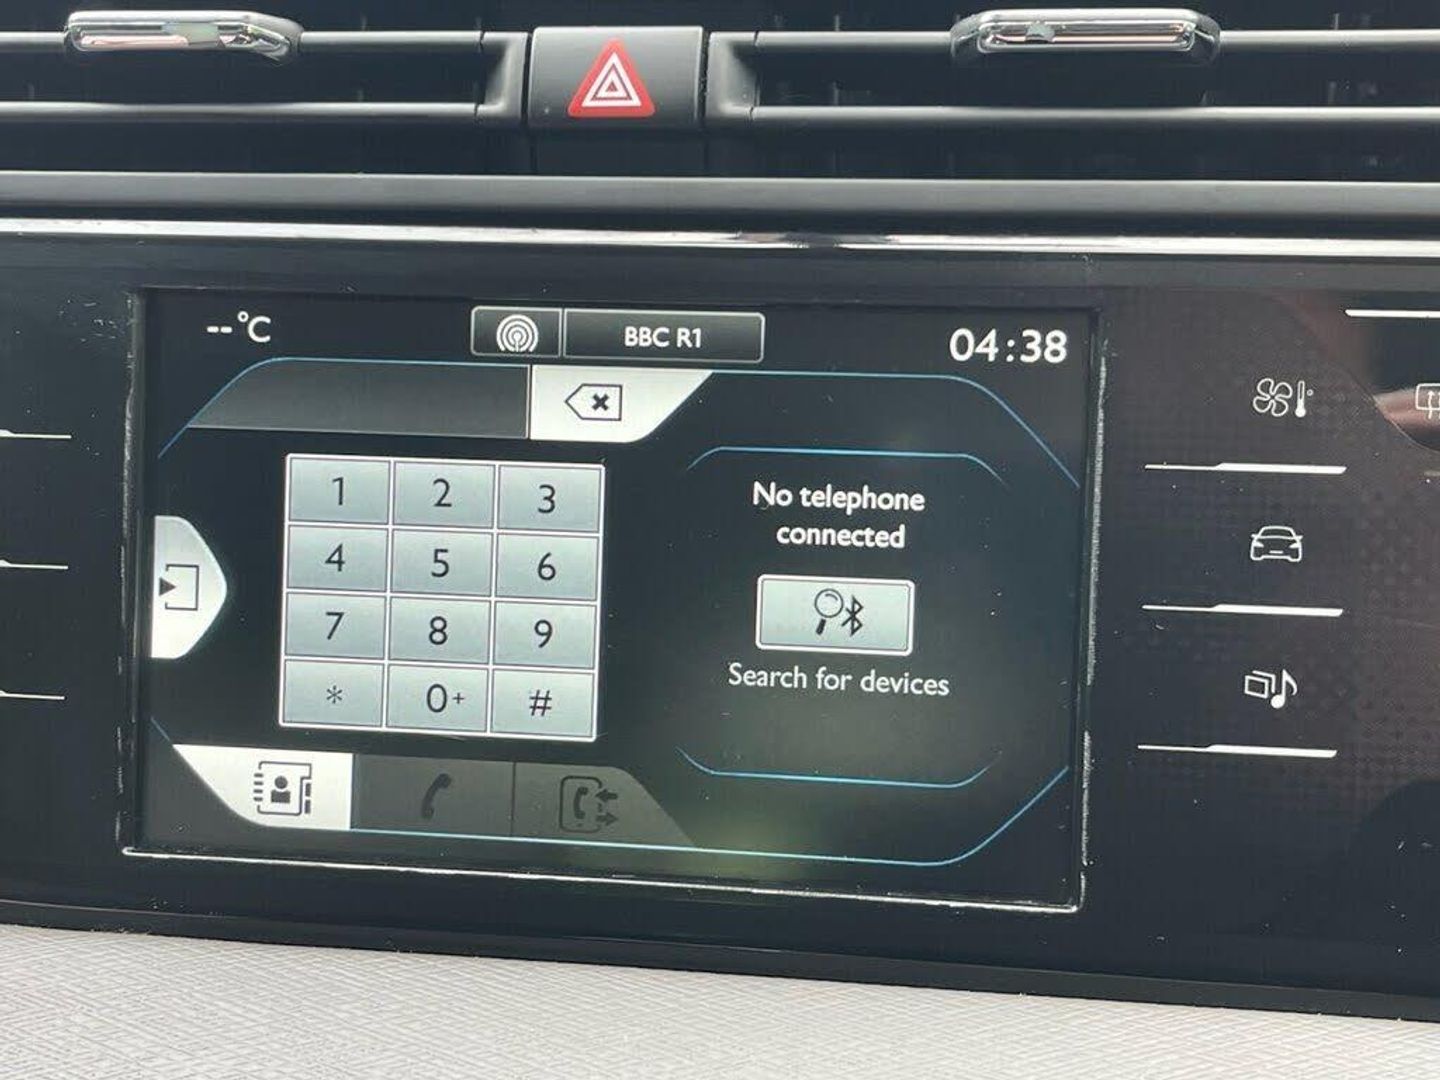 --°C
BBC R1
04:38
1 2 3
4 5 6
7 8 9
* 0+ #
No telephone
connected
Search for devices